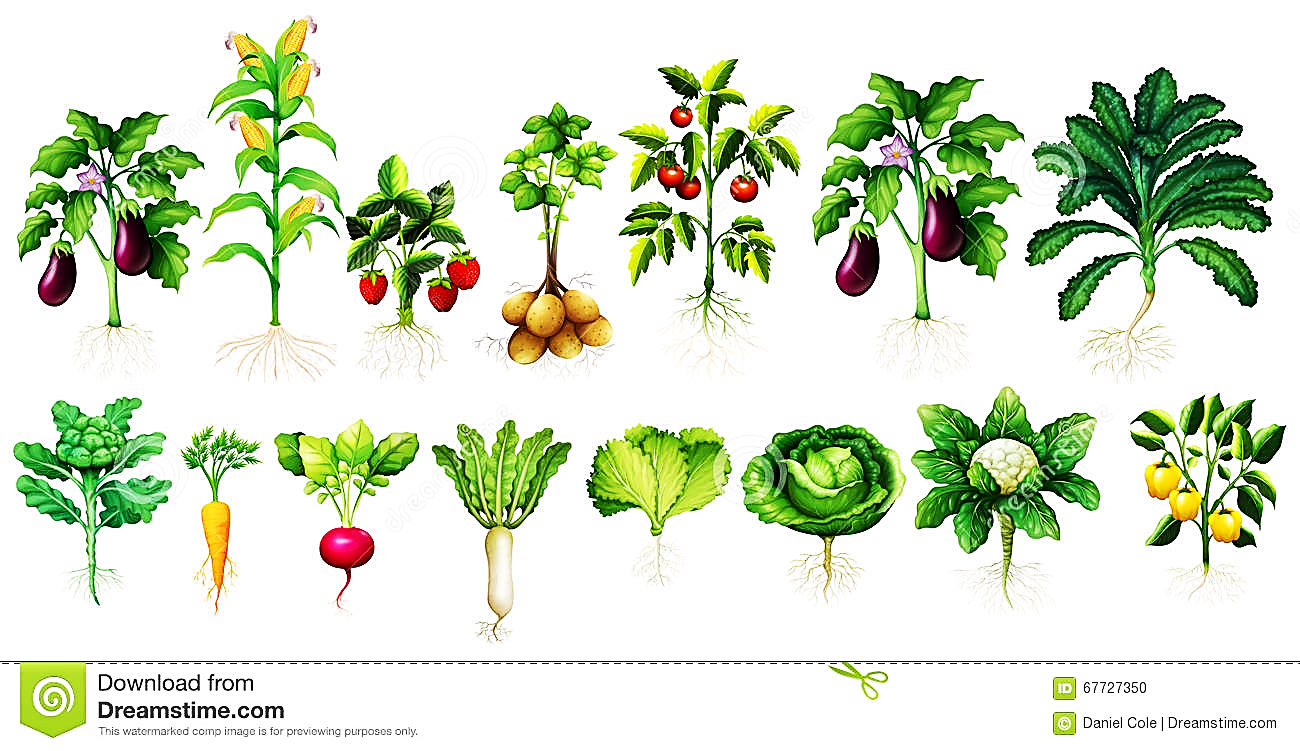 Download from
Dreamstime.com
This watermarked comp image is for previewing purposes only.
ID 67727350
© Daniel Cole | Dreamstime.com